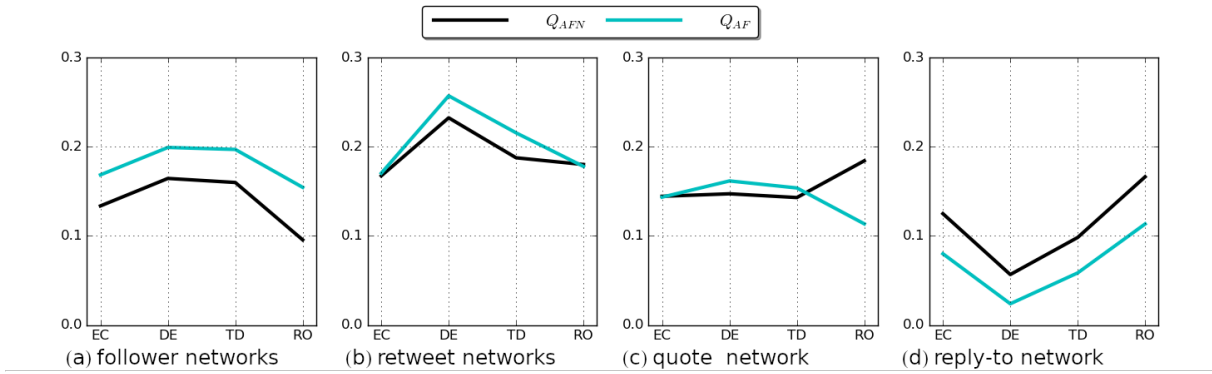 Q_AFN Q_AF
0.3 0.3 0.3 0.3
0.2 0.2 0.2 0.2
0.1 0.1 0.1 0.1
0.0 0.0 0.0 0.0
EC DE TD RO EC DE TD RO EC DE TD RO EC DE TD RO
(a) follower networks (b) retweet networks (c) quote network (d) reply-to network